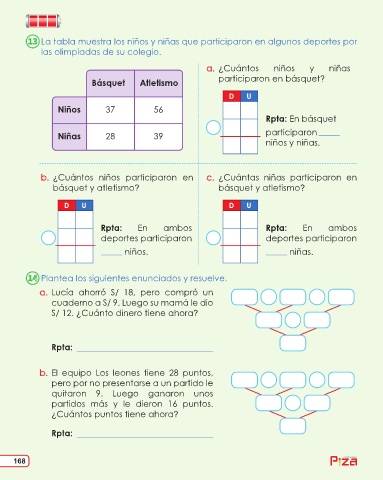 13 La tabla muestra los niños y niñas que participaron en algunos deportes por
las olimpiadas de su colegio.
Básquet Atletismo
Niños 37 56
Niñas 28 39
a. ¿Cuántos niños y niñas
participaron en básquet?
D U
Rpta: En básquet
participaron ____
niños y niñas.
b. ¿Cuántos niños participaron en
básquet y atletismo?
D U
Rpta: En ambos
deportes participaron
____ niños.
c. ¿Cuántas niñas participaron en
básquet y atletismo?
D U
Rpta: En ambos
deportes participaron
____ niñas.
14 Plantea los siguientes enunciados y resuelve.
a. Lucía ahorró S/ 18, pero compró un
cuaderno a S/ 9. Luego su mamá le dio
S/ 12. ¿Cuánto dinero tiene ahora?
Rpta: ____
b. El equipo Los leones tiene 28 puntos,
pero por no presentarse a un partido le
quitaron 9. Luego ganaron unos
partidos más y le dieron 16 puntos.
¿Cuántos puntos tiene ahora?
Rpta: ____
168
Piza